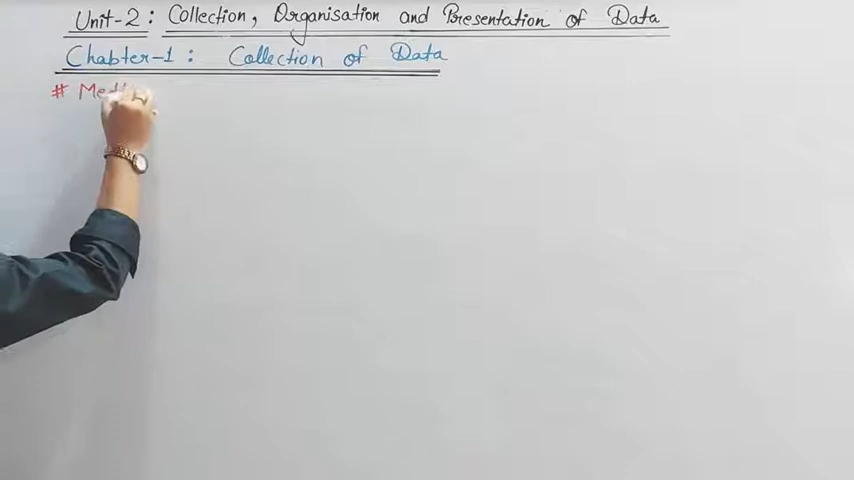 Unit-2 : Collection, Organisation and Presentation of Data
Chapter-1 : Collection of Data
#